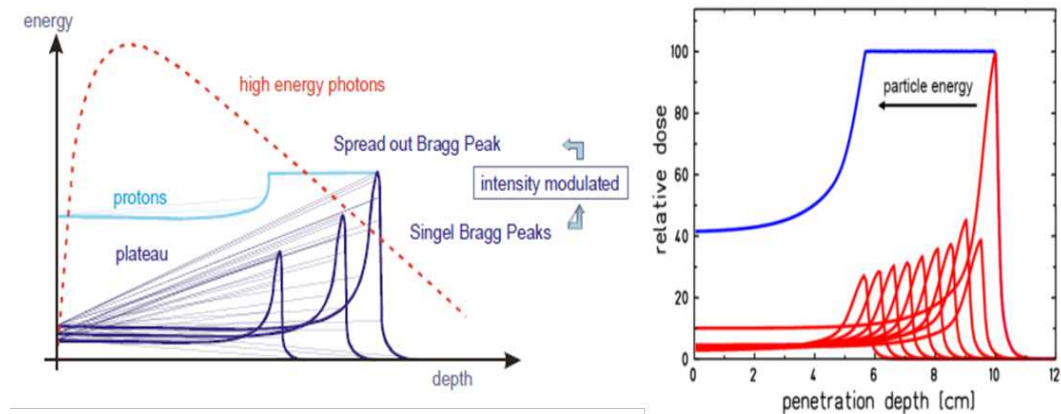 energy
high energy photons
Spread out Bragg Peak
intensity modulated
protons
plateau
Singel Bragg Peaks
depth
100
80
60
40
20
0
relative dose
particle energy
0 2 4 6 8 10 12
penetration depth [cm]